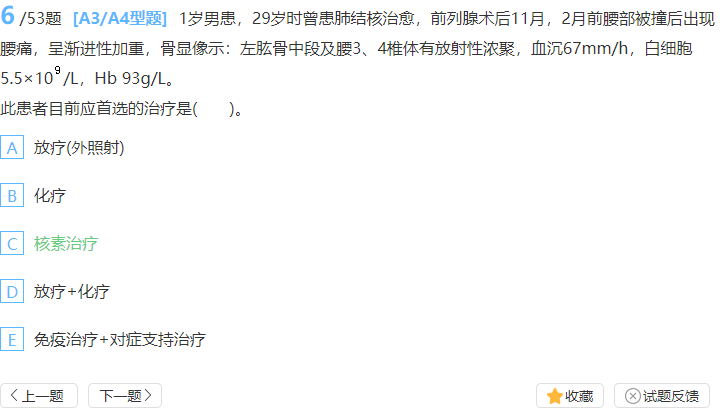 6 /53题 [A3/A4型题] 1岁男患，29岁时曾患肺结核治愈，前列腺术后11月，2月前腰部被撞后出现
腰痛，呈渐进性加重，骨显像示：左肱骨中段及腰3、4椎体有放射性浓聚，血沉67mm/h，白细胞
5.5×10⁹/L，Hb 93g/L。
此患者目前应首选的治疗是(  )。
A 放疗(外照射)
B 化疗
C 核素治疗
D 放疗+化疗
E 免疫治疗+对症支持治疗
上一题 下一题 收藏 试题反馈